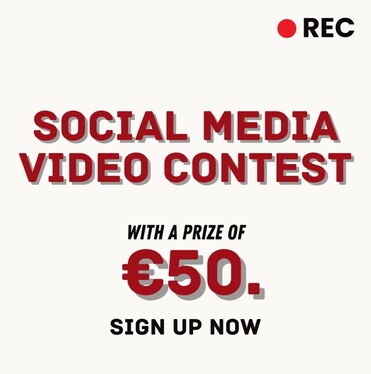 REC
SOCIAL MEDIA
VIDEO CONTEST
WITH A PRIZE OF
€50.
SIGN UP NOW